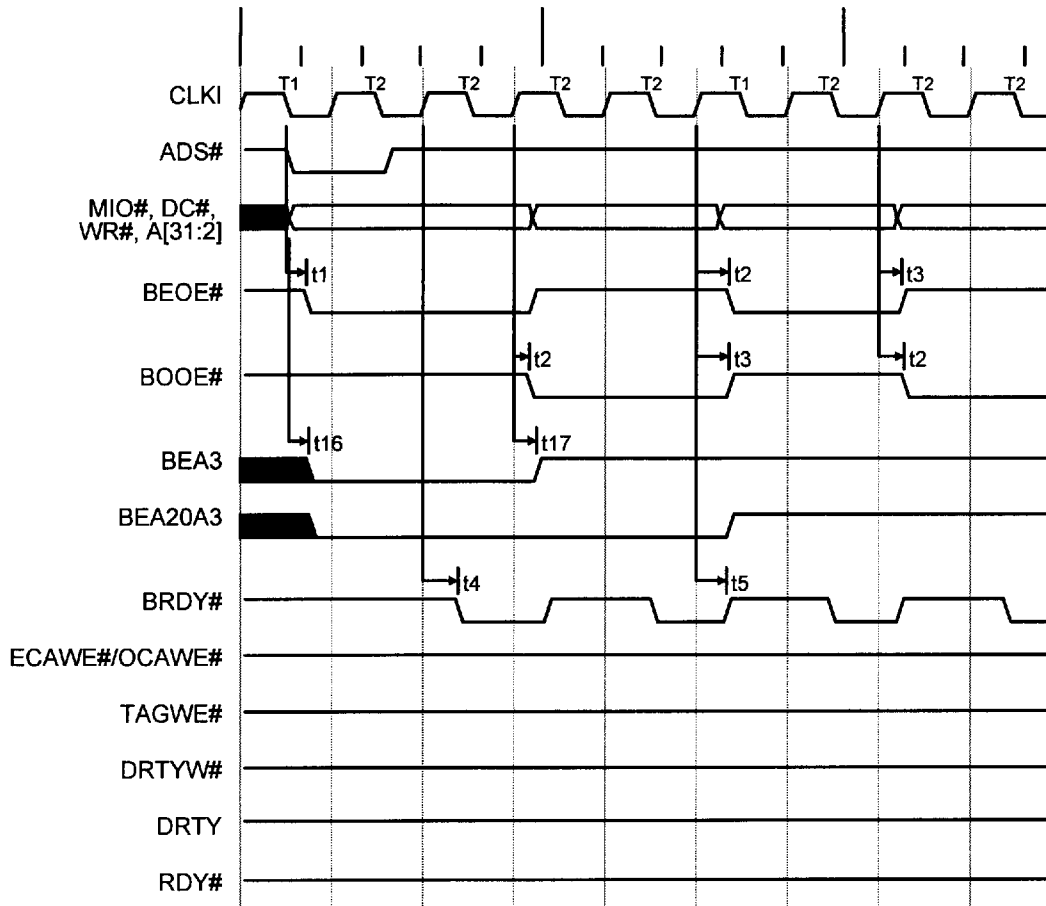 T1 T2 T2 T2 T2 T1 T2 T2 T2
CLKI
ADS#
MIO#, DC#,
WR#, A[31:2]
t1 t2 t3
BEOE#
t2 t3 t2
BOOE#
t16 t17
BEA3
BEA20A3
t4 t5
BRDY#
ECAWE#/OCAWE#
TAGWE#
DRTYW#
DRTY
RDY#